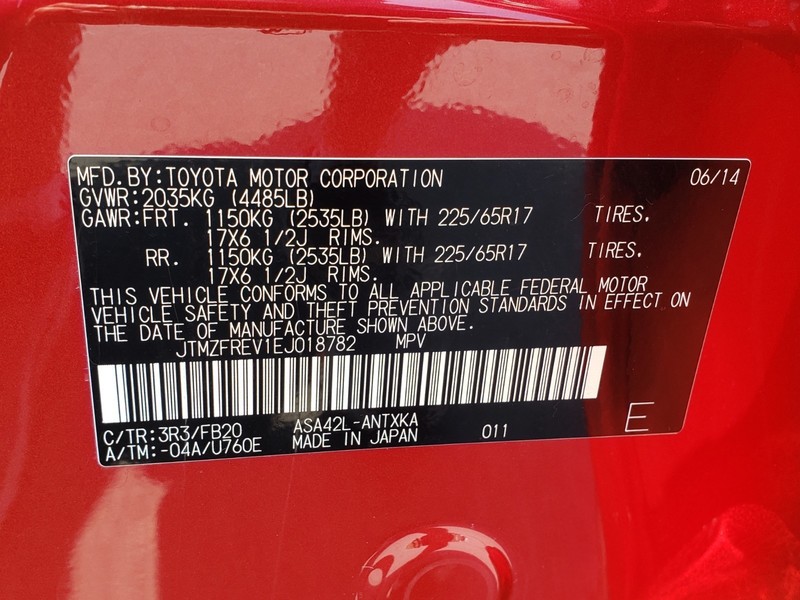 MFD.BY:TOYOTA MOTOR CORPORATION 06/14
GVWR:2035KG (4485LB)
GAWR:FRT. 1150KG (2535LB) WITH 225/65R17 TIRES,
17X6 1/2J RIMS.
RR. 1150KG (2535LB) WITH 225/65R17 TIRES,
17X6 1/2J RIMS.
THIS VEHICLE CONFORMS TO ALL APPLICABLE FEDERAL MOTOR
VEHICLE SAFETY AND THEFT PREVENTION STANDARDS IN EFFECT ON
THE DATE OF MANUFACTURE SHOWN ABOVE.
JTMZFREV1EJ018782 MPV
C/TR:3R3/FB20 ASA42L-ANTXKA
A/TM:-04A/U760E MADE IN JAPAN 011 E